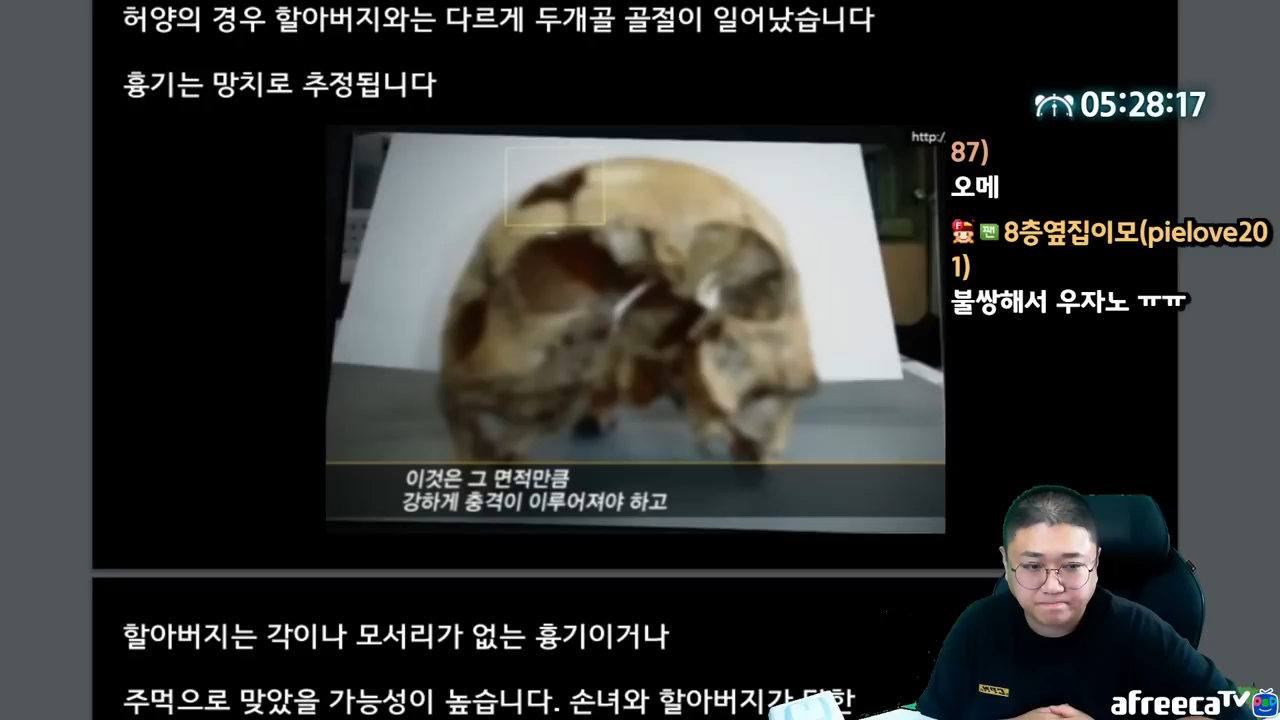 허양의 경우 할아버지와는 다르게 두개골 골절이 일어났습니다
흉기는 망치로 추정됩니다
05:28:17
http:/
87)
오메
팬 8층옆집이모(pielove20
1)
불쌍해서 우자노 ㅠㅠ
이것은 그 면적만큼
강하게 충격이 이루어져야 하고
할아버지는 각이나 모서리가 없는 흉기이거나
주먹으로 맞았을 가능성이 높습니다. 손녀와 할아버지가
afreecaTV